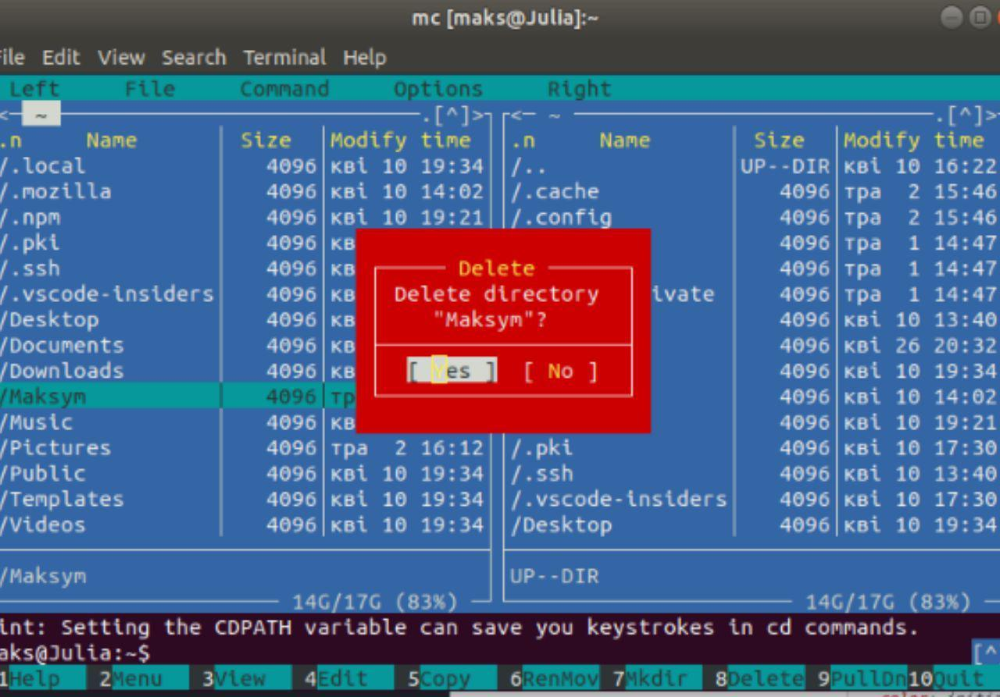 mc [maks@Julia]:~
File Edit View Search Terminal Help
Left File Command Options Right
<─ ~ ─.[^]>┐┌<─ ~ ─.[^]>
.n Name │ Size │Modify time .n Name │ Size │Modify time
/.local │ 4096│кві 10 19:34 /.. │UP--DIR│кві 10 16:22
/.mozilla │ 4096│кві 10 14:02 /.cache │ 4096│тра 2 15:46
/.npm │ 4096│кві 10 19:21 /.config │ 4096│тра 2 15:46
/.pki │ 4096│кв │ 4096│тра 1 14:47
/.ssh │ 4096│кв Delete │ 4096│тра 1 14:47
/.vscode-insiders│ 4096│кв Delete directory ivate │ 4096│тра 1 14:47
/Desktop │ 4096│кв "Maksym"? │ 4096│кві 10 13:40
/Documents │ 4096│кв │ 4096│кві 26 20:32
/Downloads │ 4096│кв [ Yes ] [ No ] │ 4096│кві 10 19:34
/Maksym │ 4096│тр │ 4096│кві 10 14:02
/Music │ 4096│кв │ 4096│кві 10 19:21
/Pictures │ 4096│тра 2 16:12 /.pki │ 4096│кві 10 17:30
/Public │ 4096│кві 10 19:34 /.ssh │ 4096│кві 10 13:40
/Templates │ 4096│кві 10 19:34 /.vscode-insiders │ 4096│кві 10 17:30
/Videos │ 4096│кві 10 19:34 /Desktop │ 4096│кві 10 19:34
/Maksym UP--DIR
14G/17G (83%) 14G/17G (83%)
int: Setting the CDPATH variable can save you keystrokes in cd commands.
aks@Julia:~$ [^
1Help 2Menu 3View 4Edit 5Copy 6RenMov 7Mkdir 8Delete 9PullDn 10Quit